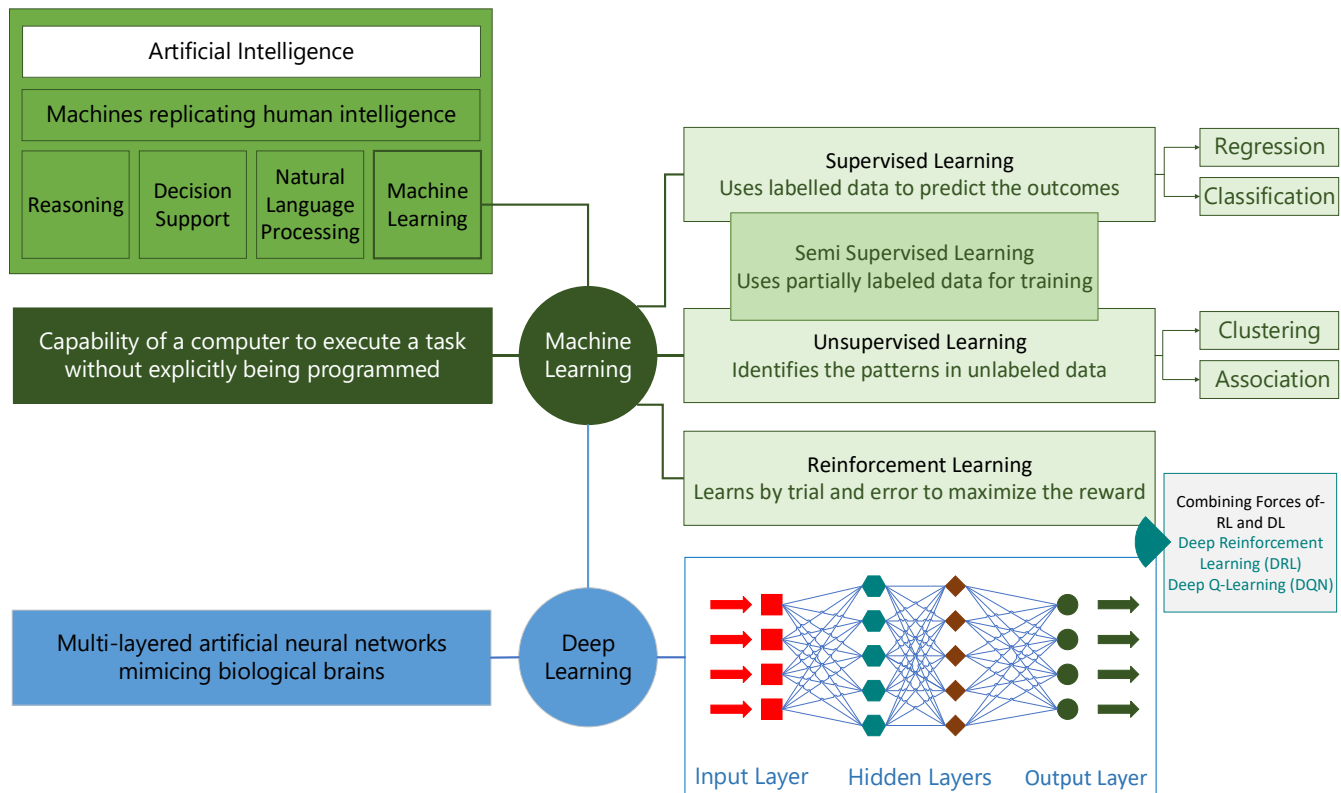 Artificial Intelligence
Machines replicating human intelligence
Reasoning
Decision
Support
Natural
Language
Processing
Machine
Learning
Supervised Learning
Uses labelled data to predict the outcomes
Regression
Classification
Semi Supervised Learning
Uses partially labeled data for training
Capability of a computer to execute a task
without explicitly being programmed
Machine
Learning
Unsupervised Learning
Identifies the patterns in unlabeled data
Clustering
Association
Reinforcement Learning
Learns by trial and error to maximize the reward
Combining Forces of-
RL and DL
Deep Reinforcement
Learning (DRL)
Deep Q-Learning (DQN)
Multi-layered artificial neural networks
mimicing biological brains
Deep
Learning
Input Layer
Hidden Layers
Output Layer